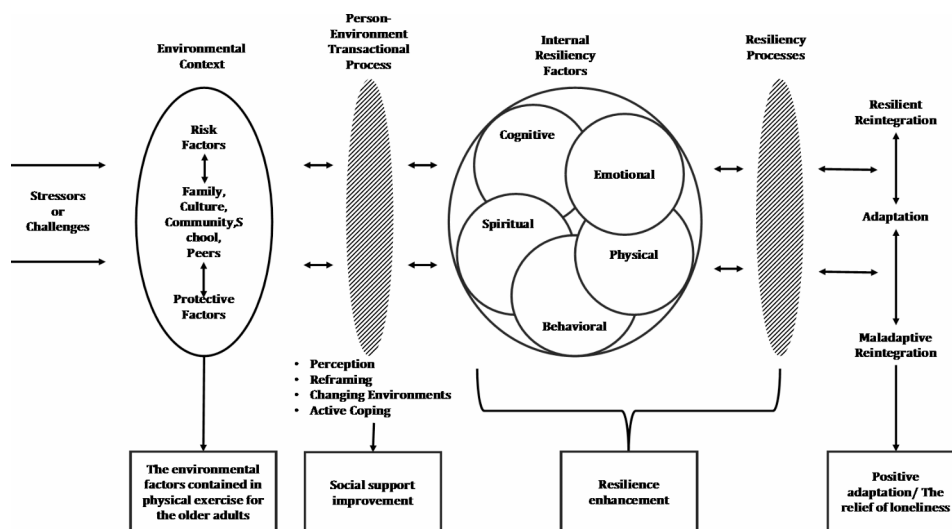 Environmental
Context
Person-
Environment
Transactional
Process
Internal
Resiliency
Factors
Resiliency
Processes
Stressors
or
Challenges
Risk
Factors
Family,
Culture,
Community,S
chool,
Peers
Protective
Factors
Cognitive
Emotional
Spiritual
Physical
Behavioral
Resilient
Reintegration
Adaptation
Maladaptive
Reintegration
• Perception
• Reframing
• Changing Environments
• Active Coping
The environmental
factors contained in
physical exercise for
the older adults
Social support
improvement
Resilience
enhancement
Positive
adaptation/ The
relief of loneliness